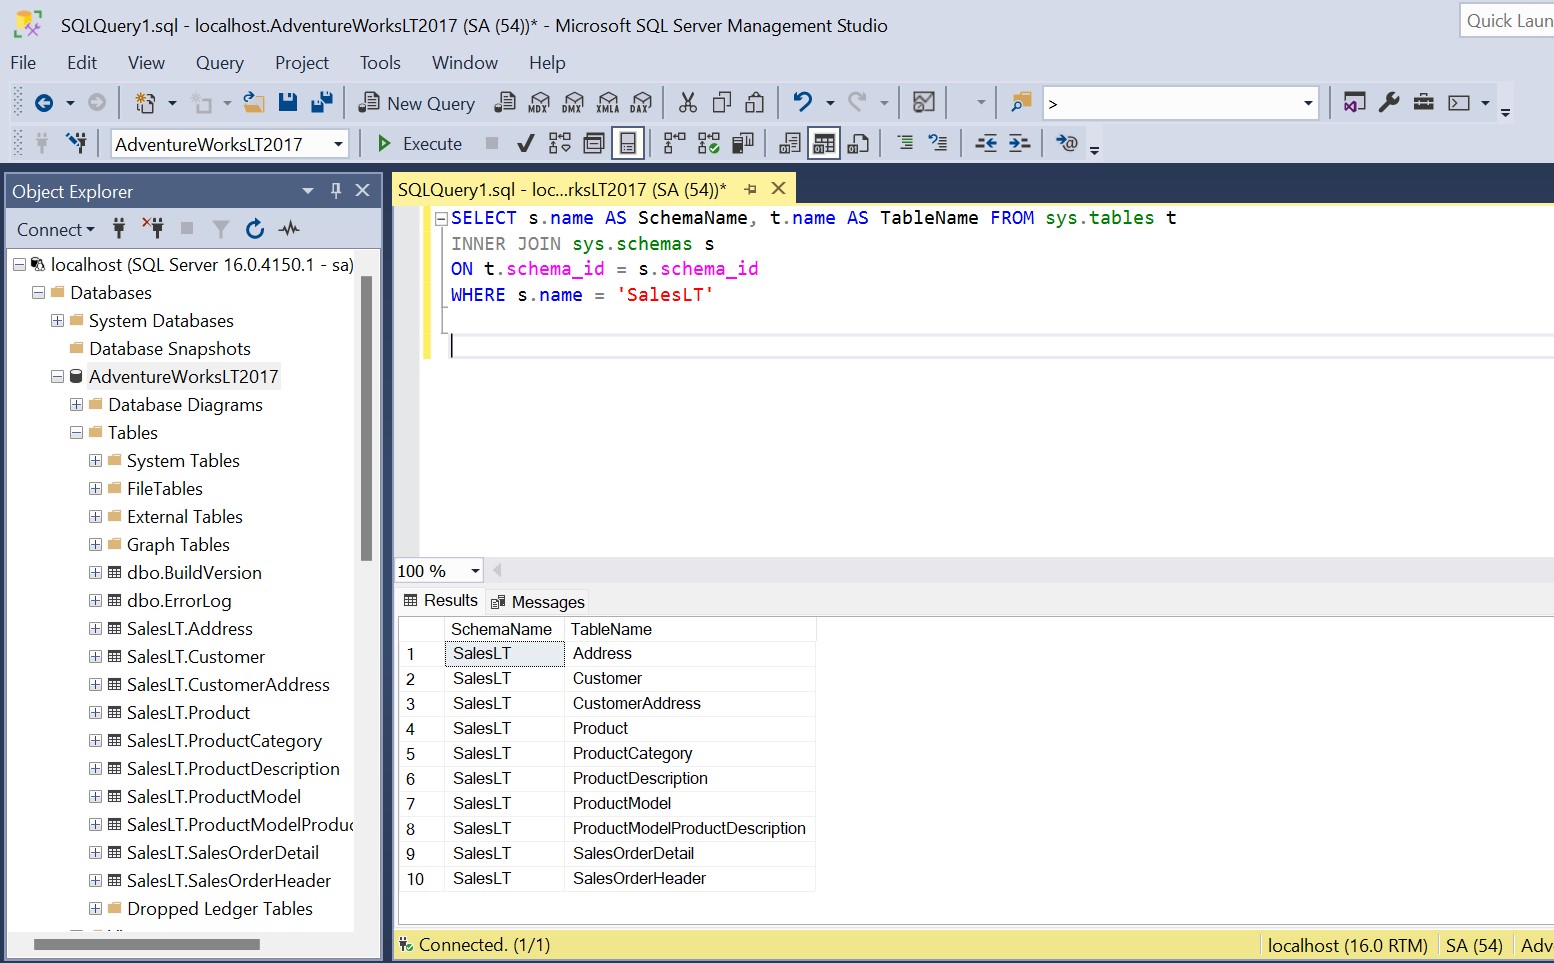 SQLQuery1.sql - localhost.AdventureWorksLT2017 (SA (54))* - Microsoft SQL Server Management Studio
Quick Laun
File Edit View Query Project Tools Window Help
New Query MDX DMX XMLA DAX >
AdventureWorksLT2017 Execute
Object Explorer
Connect
localhost (SQL Server 16.0.4150.1 - sa)
Databases
System Databases
Database Snapshots
AdventureWorksLT2017
Database Diagrams
Tables
System Tables
FileTables
External Tables
Graph Tables
dbo.BuildVersion
dbo.ErrorLog
SalesLT.Address
SalesLT.Customer
SalesLT.CustomerAddress
SalesLT.Product
SalesLT.ProductCategory
SalesLT.ProductDescription
SalesLT.ProductModel
SalesLT.ProductModelProduc
SalesLT.SalesOrderDetail
SalesLT.SalesOrderHeader
Dropped Ledger Tables
SQLQuery1.sql - loc...rksLT2017 (SA (54))*
SELECT s.name AS SchemaName, t.name AS TableName FROM sys.tables t
INNER JOIN sys.schemas s
ON t.schema_id = s.schema_id
WHERE s.name = 'SalesLT'
100 %
Results Messages
SchemaName TableName
1 SalesLT Address
2 SalesLT Customer
3 SalesLT CustomerAddress
4 SalesLT Product
5 SalesLT ProductCategory
6 SalesLT ProductDescription
7 SalesLT ProductModel
8 SalesLT ProductModelProductDescription
9 SalesLT SalesOrderDetail
10 SalesLT SalesOrderHeader
Connected. (1/1) localhost (16.0 RTM) SA (54) Adv